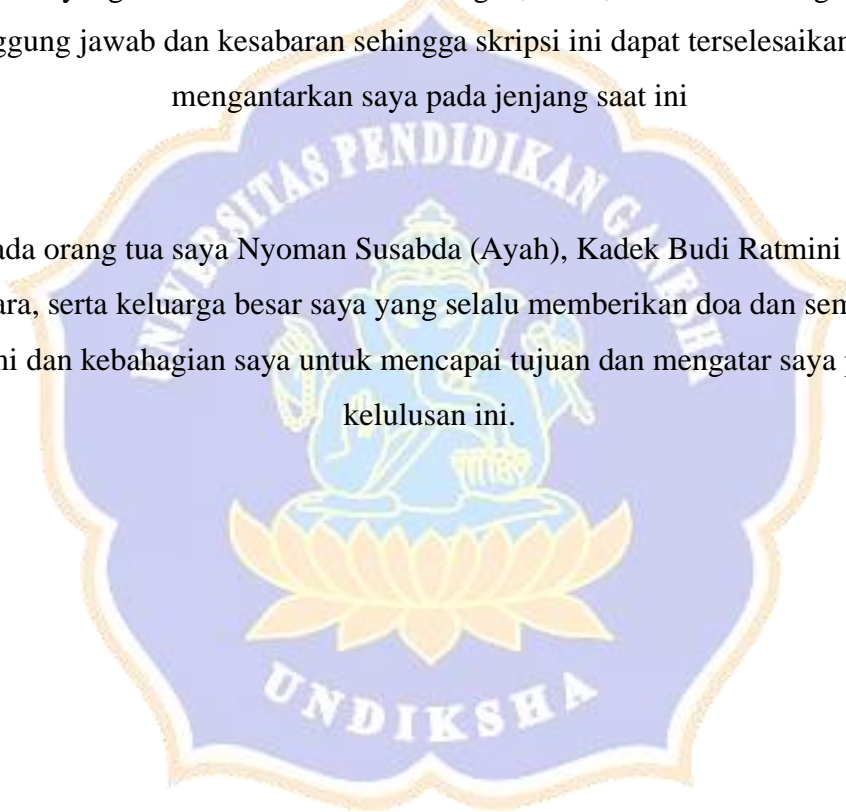 ggung jawab dan kesabaran sehingga skripsi ini dapat terselesaikan
mengantarkan saya pada jenjang saat ini
UNIVERSITAS PENDIDIKAN GANESHA
ada orang tua saya Nyoman Susabda (Ayah), Kadek Budi Ratmini
ara, serta keluarga besar saya yang selalu memberikan doa dan sem
ni dan kebahagian saya untuk mencapai tujuan dan mengatar saya p
kelulusan ini.
UNDIKSHA